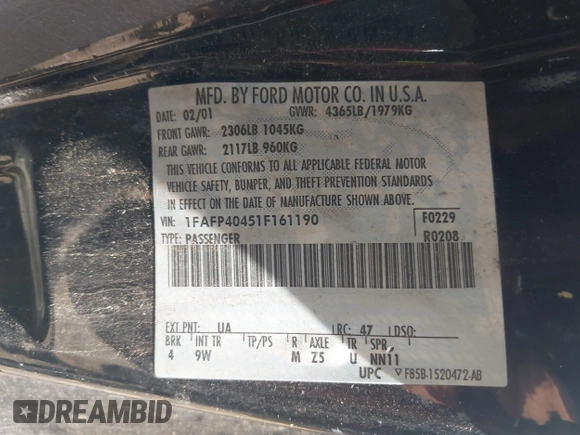 MFD. BY FORD MOTOR CO. IN U.S.A.
DATE: 02/01 GVWR: 4365LB/1979KG
FRONT GAWR: 2306LB 1045KG
REAR GAWR: 2117LB 960KG
THIS VEHICLE CONFORMS TO ALL APPLICABLE FEDERAL MOTOR
VEHICLE SAFETY, BUMPER, AND THEFT PREVENTION STANDARDS
IN EFFECT ON THE DATE OF MANUFACTURE SHOWN ABOVE.
VIN: 1FAFP40451F161190 F0229
TYPE: PASSENGER R0208
EXT PNT: UA RC: 47 DSO:
BRK INT TR TP/PS R AXLE TR SPR
4 9W M Z5 U NN11
UPC F85B-1520472-AB
DREAMBID